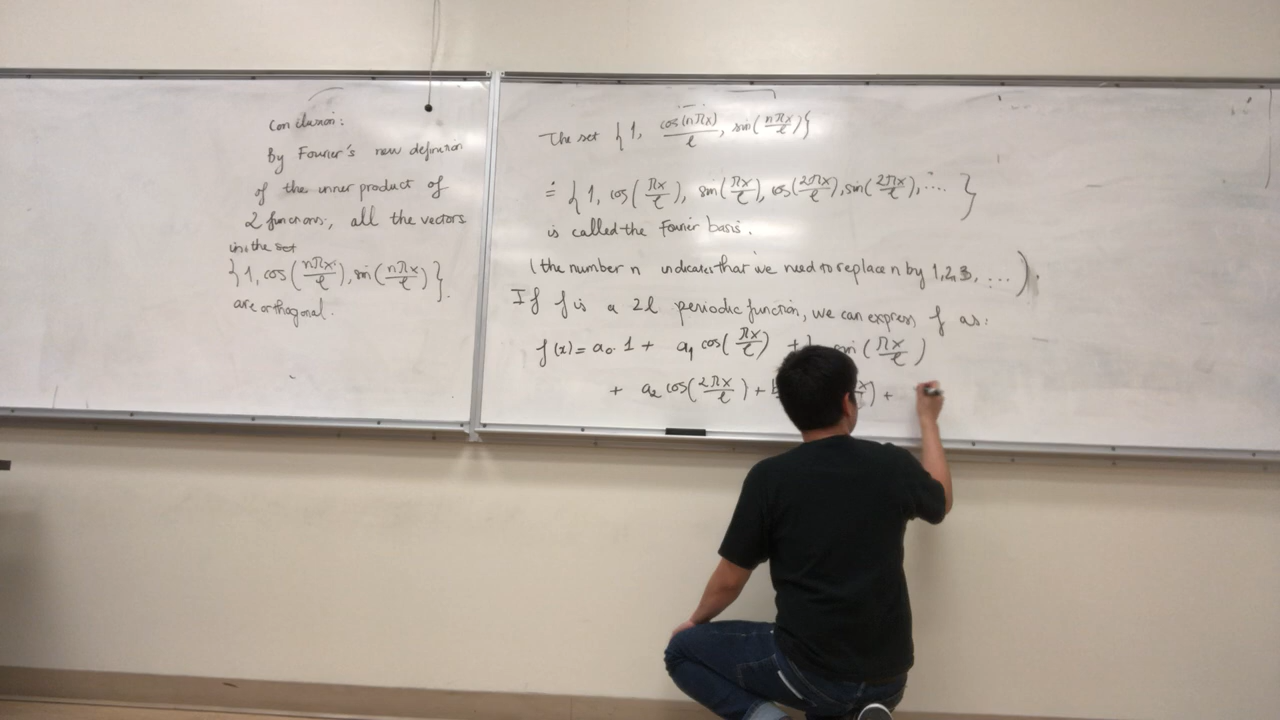 Conclusion:
By Fourier's new definition
of the inner product of
2 functions, all the vectors
in the set
{1, cos(nπx/ℓ), sin(nπx/ℓ)}.
are orthogonal.
The set {1, cos(nπx)/ℓ, sin(nπx/ℓ)}
= {1, cos(πx/ℓ), sin(πx/ℓ), cos(2πx/ℓ), sin(2πx/ℓ), .... }
is called the Fourier basis.
(the number n indicates that we need to replace n by 1,2,3, ...).
If f is a 2ℓ periodic function, we can express f as:
f(x) = a₀·1 + a₁ cos(πx/ℓ) + sin(πx/ℓ)
+ a₂ cos(2πx/ℓ) + x) +